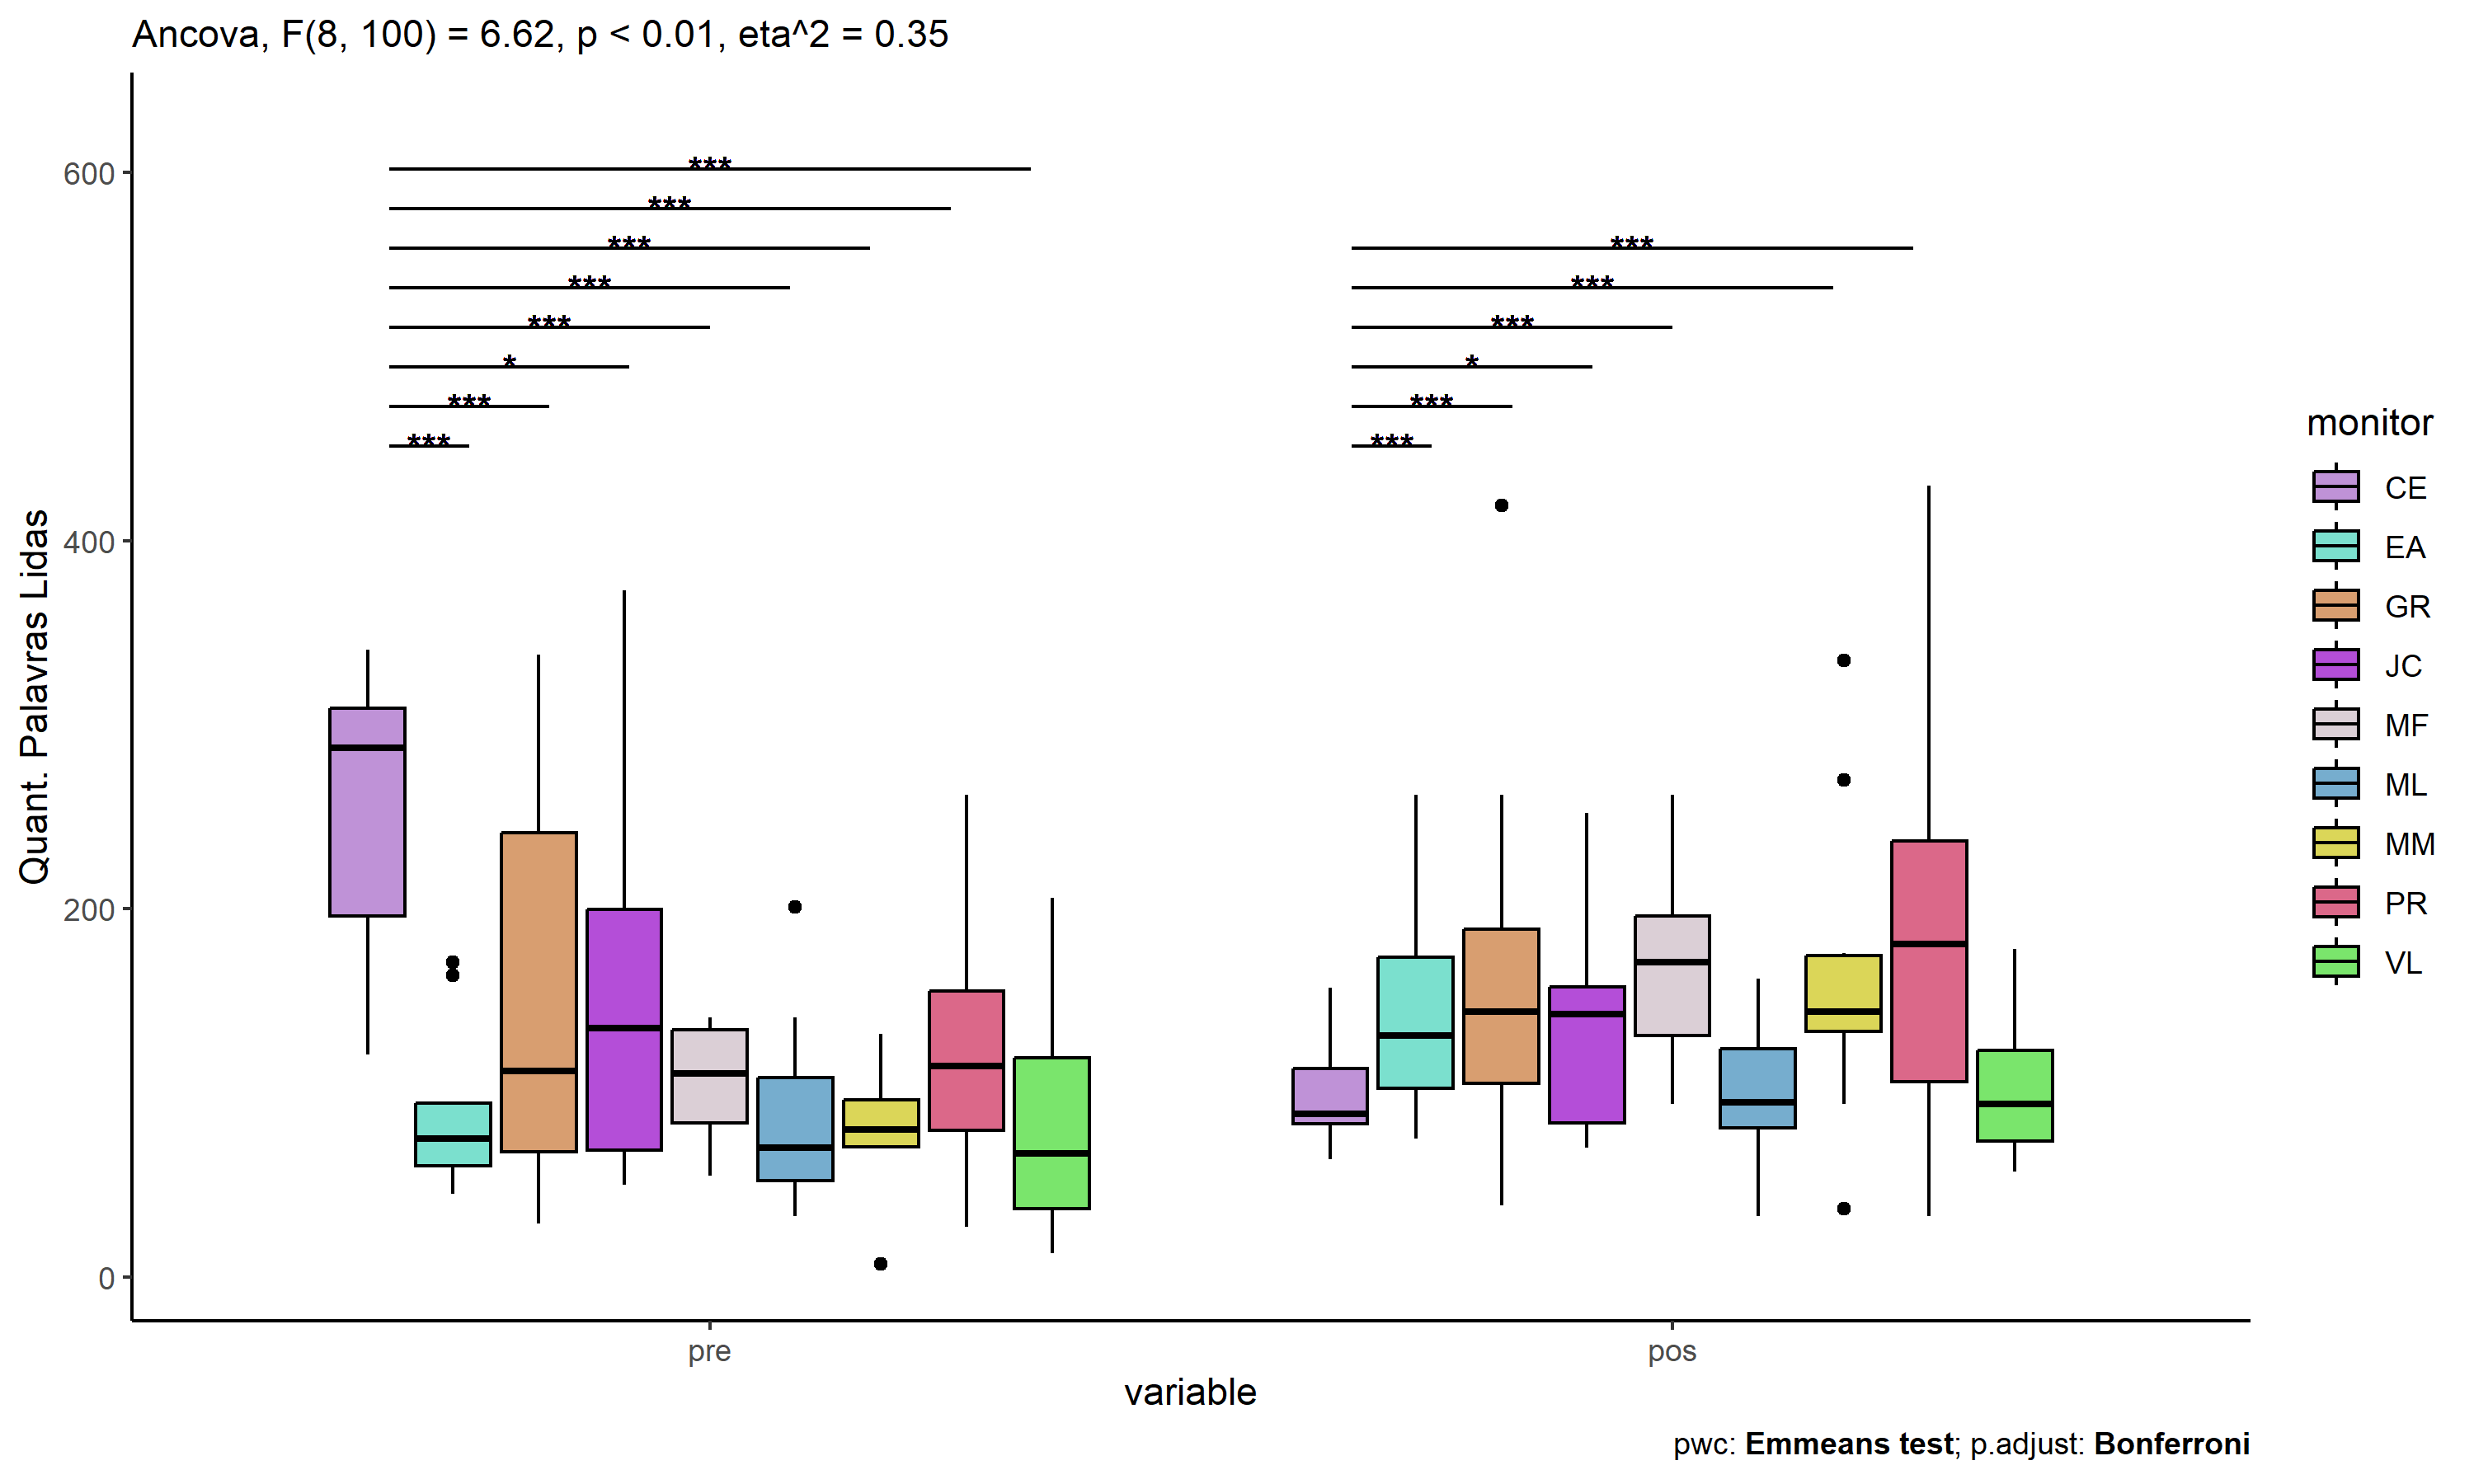 Ancova, F(8, 100) = 6.62, p < 0.01, eta^2 = 0.35
Quant. Palavras Lidas
600
400
200
0
***
***
***
***
***
*
***
***
***
***
***
*
***
***
pre
pos
variable
monitor
CE
EA
GR
JC
MF
ML
MM
PR
VL
pwc: Emmeans test; p.adjust: Bonferroni